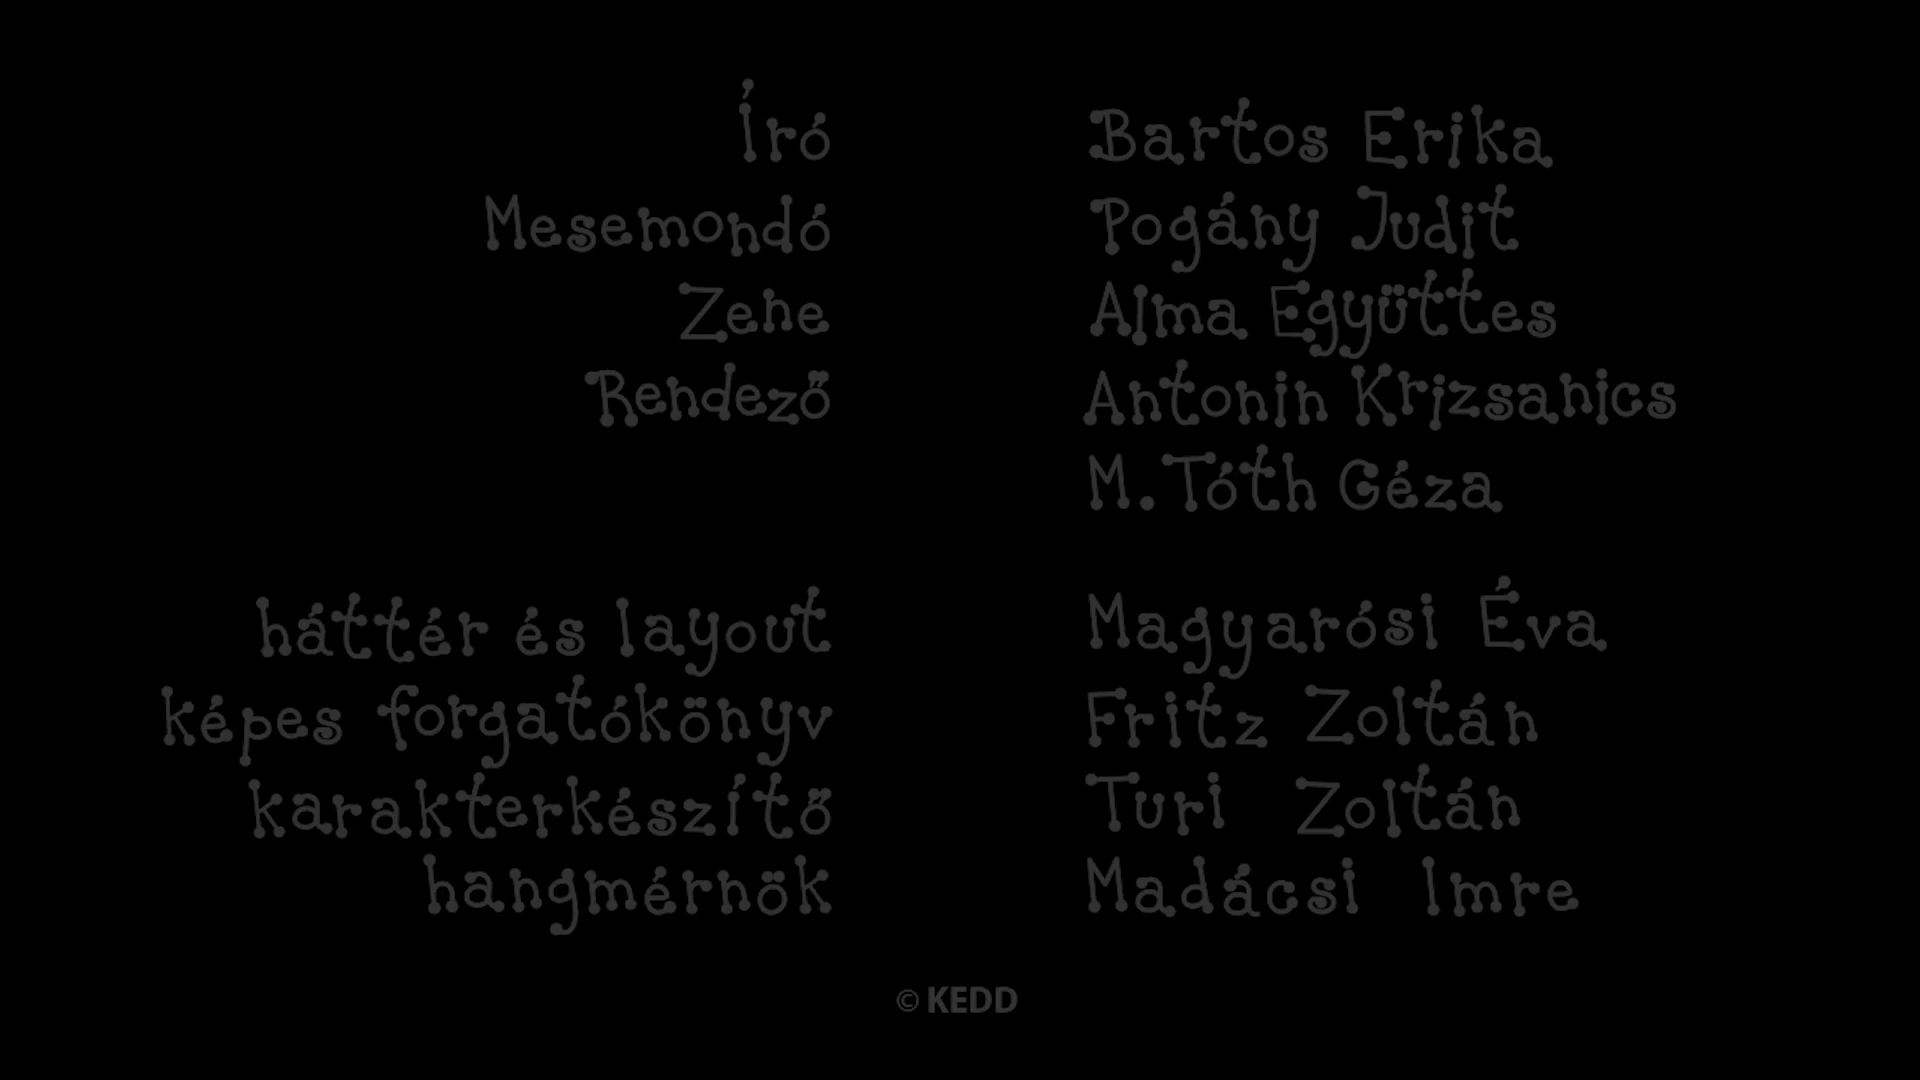 Író Bartos Erika
Mesemondó Pogány Judit
Zene Alma Együttes
Rendező Antonin Krizsanics
M. Tóth Géza
háttér és layout Magyarósi Éva
képes forgatókönyv Fritz Zoltán
karakterkészítő Turi Zoltán
hangmérnök Madácsi Imre
© KEDD